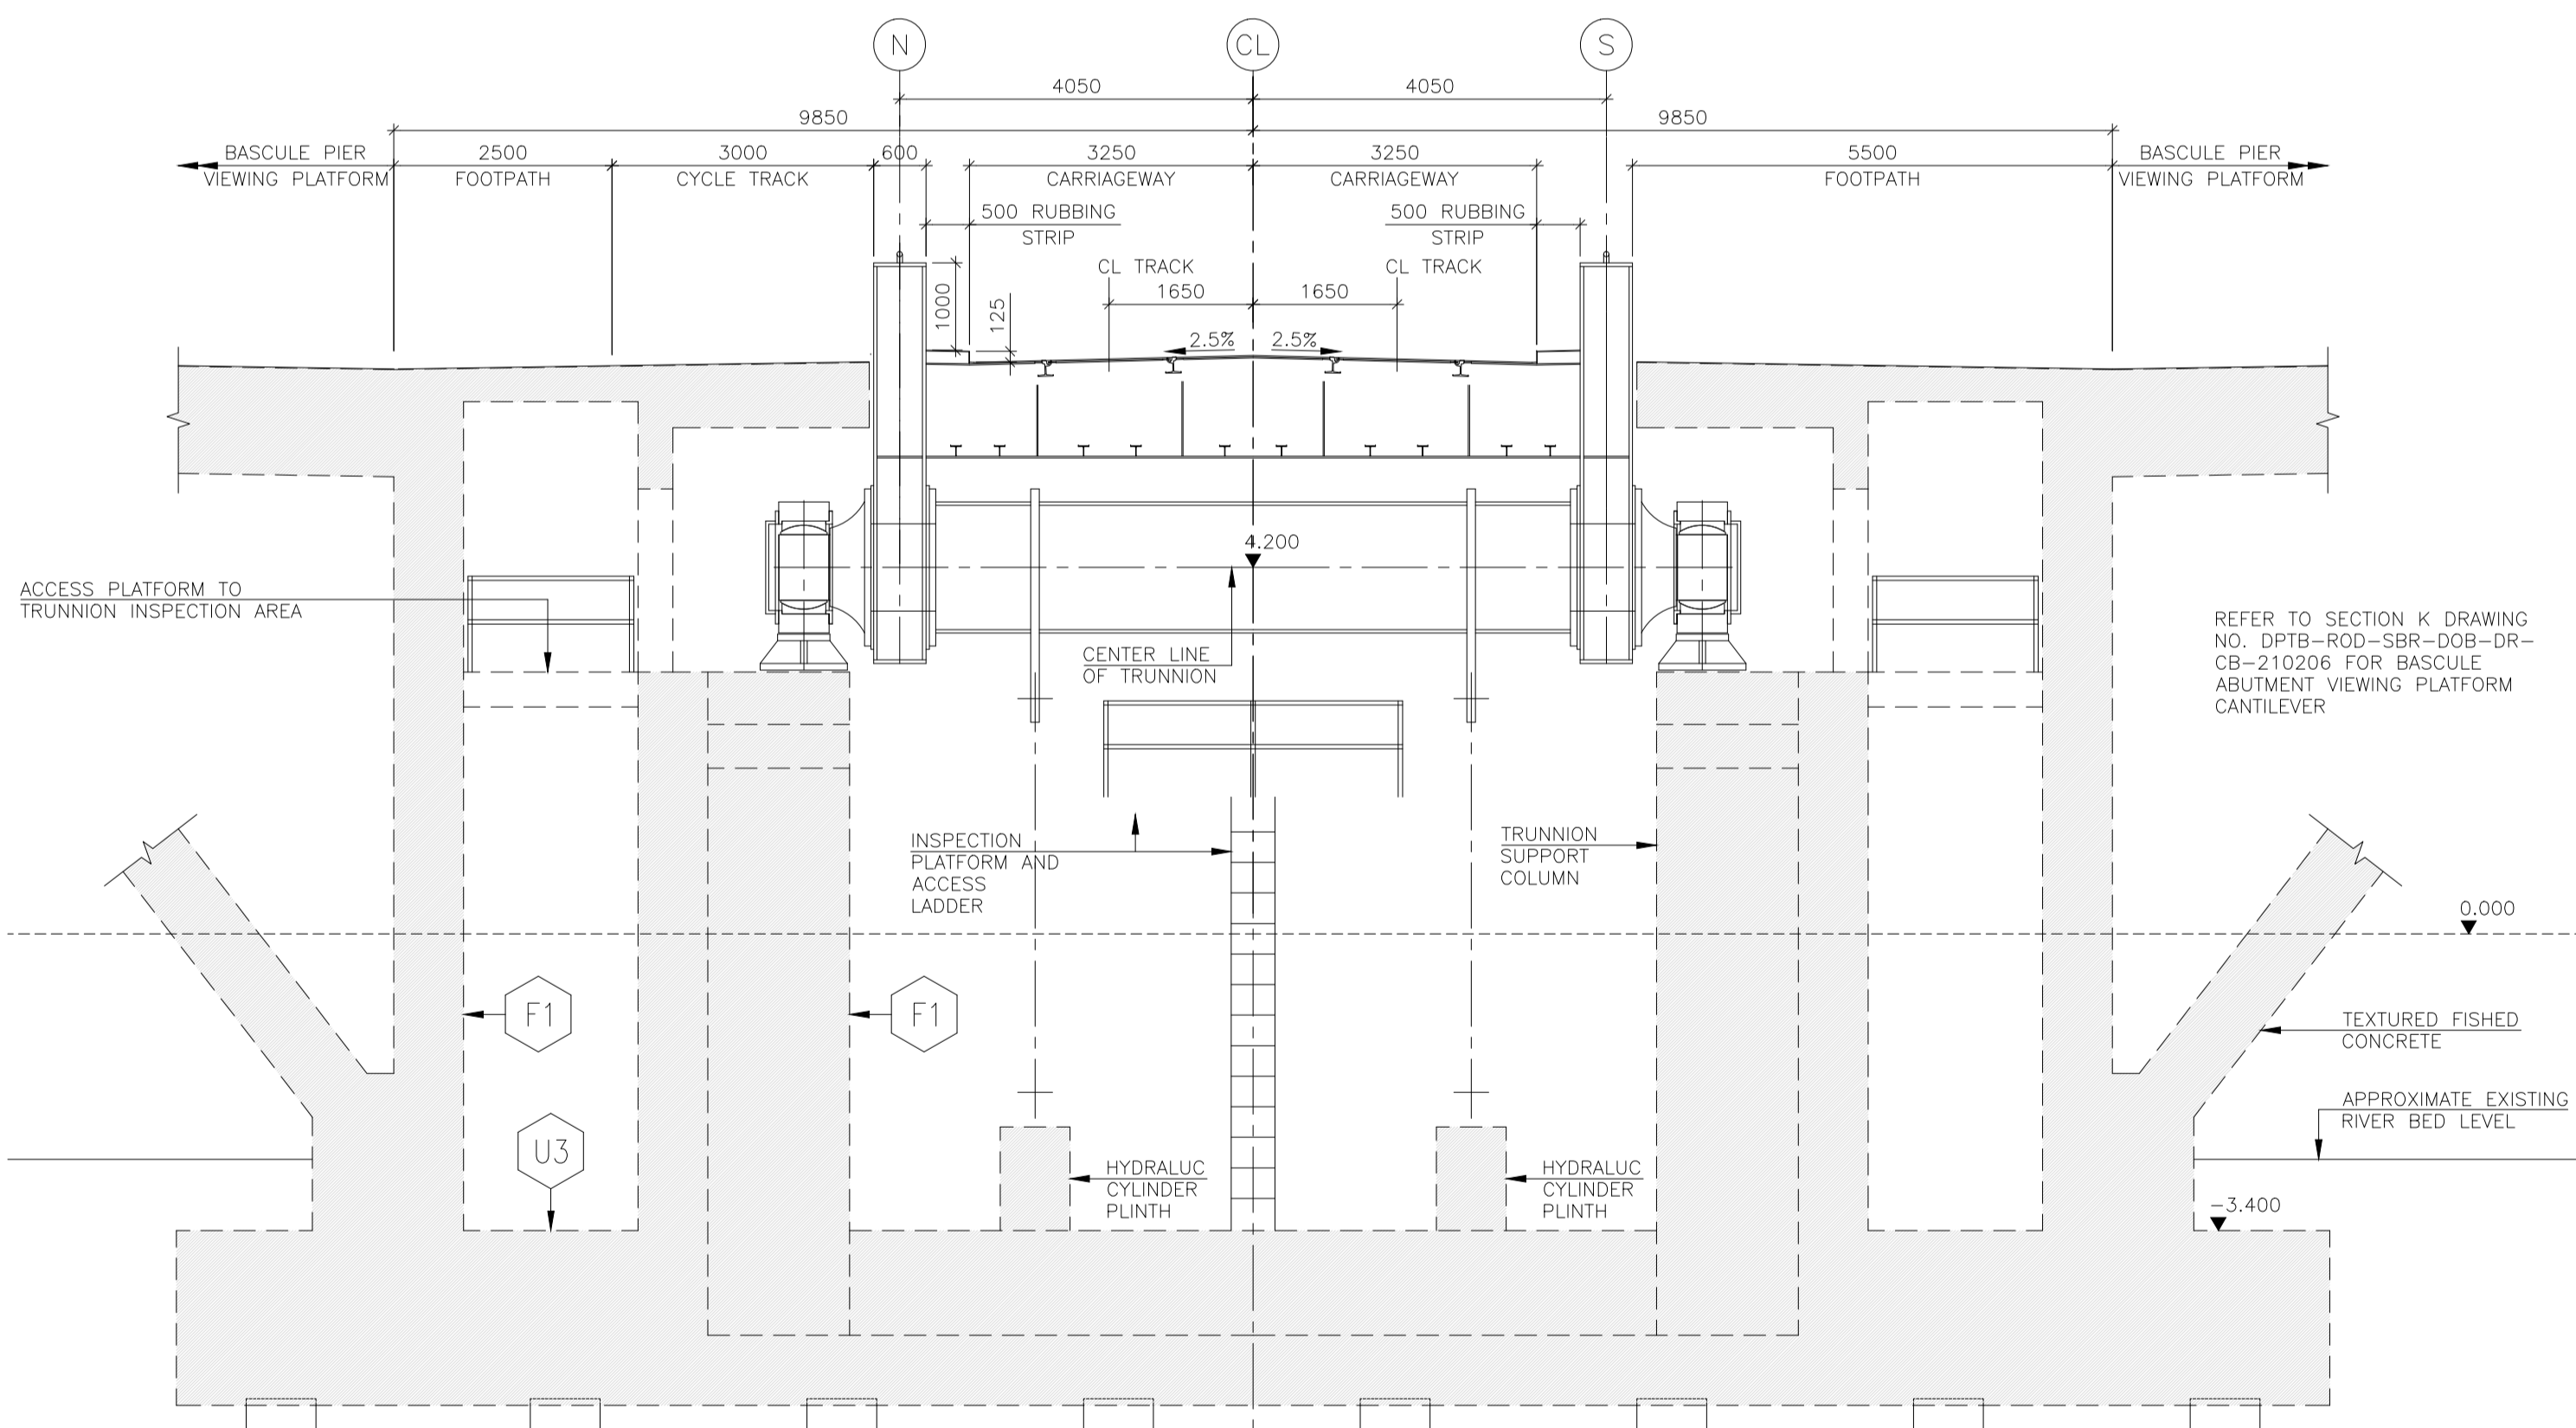 N
CL
S
4050
4050
9850
9850
BASCULE PIER
VIEWING PLATFORM
2500
FOOTPATH
3000
CYCLE TRACK
600
3250
CARRIAGEWAY
3250
CARRIAGEWAY
5500
FOOTPATH
BASCULE PIER
VIEWING PLATFORM
500 RUBBING
STRIP
500 RUBBING
STRIP
CL TRACK
CL TRACK
1650
1650
1000
125
2.5%
2.5%
4.200
ACCESS PLATFORM TO
TRUNNION INSPECTION AREA
CENTER LINE
OF TRUNNION
REFER TO SECTION K DRAWING
NO. DPTB-ROD-SBR-DOB-DR-
CB-210206 FOR BASCULE
ABUTMENT VIEWING PLATFORM
CANTILEVER
INSPECTION
PLATFORM AND
ACCESS
LADDER
TRUNNION
SUPPORT
COLUMN
0.000
F1
F1
TEXTURED FISHED
CONCRETE
APPROXIMATE EXISTING
RIVER BED LEVEL
U3
HYDRALUC
CYLINDER
PLINTH
HYDRALUC
CYLINDER
PLINTH
-3.400